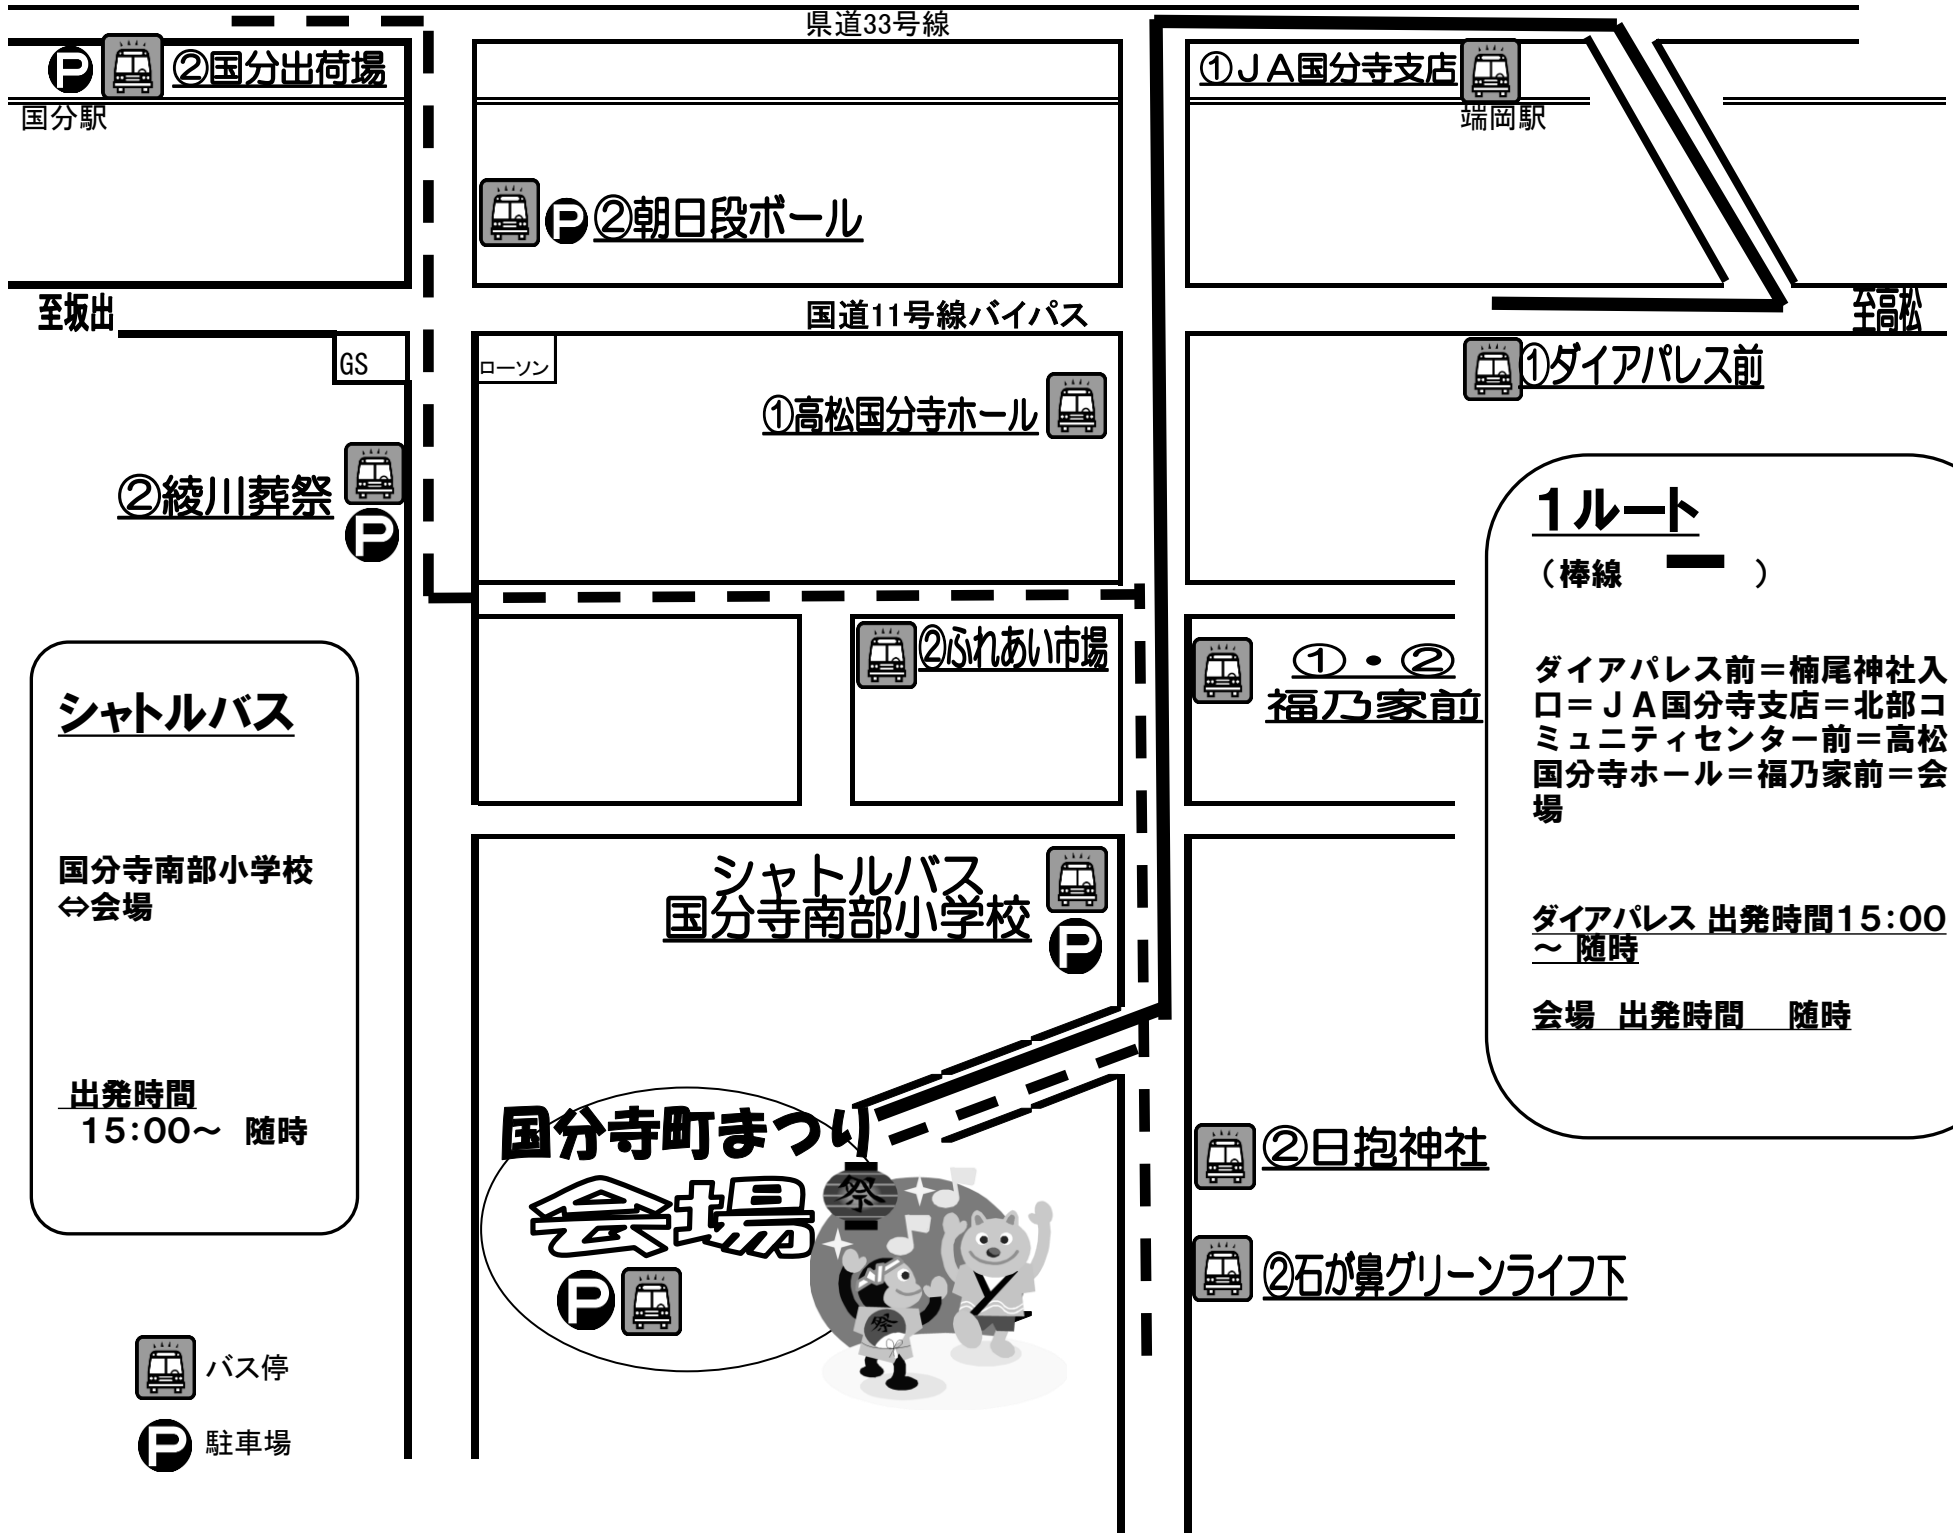 県道33号線
②国分出荷場
国分駅
①ＪＡ国分寺支店
端岡駅
②朝日段ボール
至坂出
国道11号線バイパス
至高松
GS
ローソン
①高松国分寺ホール
①ダイアパレス前
②綾川葬祭
１ルート
（棒線 ━ ）
ダイアパレス前＝楠尾神社入
口＝ＪＡ国分寺支店＝北部コ
ミュニティセンター前＝高松
国分寺ホール＝福乃家前＝会
場
ダイアパレス 出発時間１５：００
～ 随時
会場 出発時間 随時
②ふれあい市場
①・②
福乃家前
シャトルバス
国分寺南部小学校
⇔会場
出発時間
１５：００～ 随時
シャトルバス
国分寺南部小学校
国分寺町まつり
会場
祭
祭
②日抱神社
②石が鼻グリーンライフ下
バス停
P 駐車場